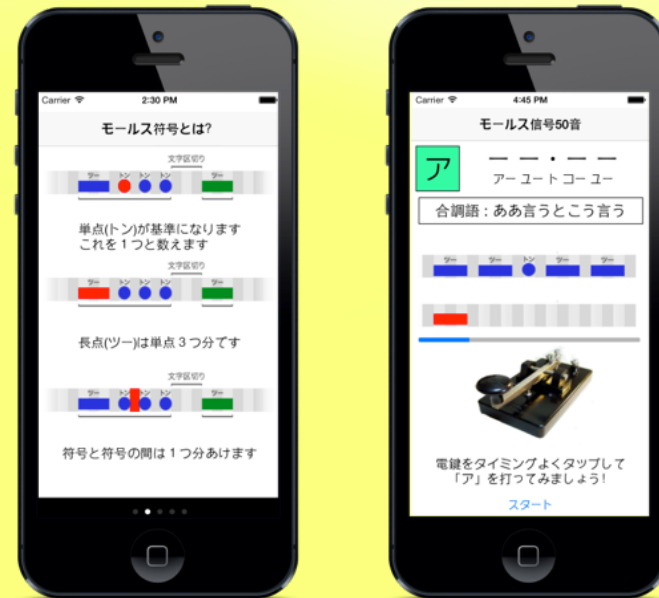 Carrier 2:30 PM
モールス符号とは?
文字区切り
ツー トン トン トン ツー
単点(トン)が基準になります
これを1つと数えます
文字区切り
ツー トン トン トン ツー
長点(ツー)は単点3つ分です
文字区切り
ツー トン トン トン ツー
符号と符号の間は1つ分あけます
Carrier 4:45 PM
モールス信号50音
ア
アー ユー ト コー ユー
合調語：ああ言うとこう言う
ツー ツー トン ツー ツー
電鍵をタイミングよくタップして
「ア」を打ってみましょう!
スタート